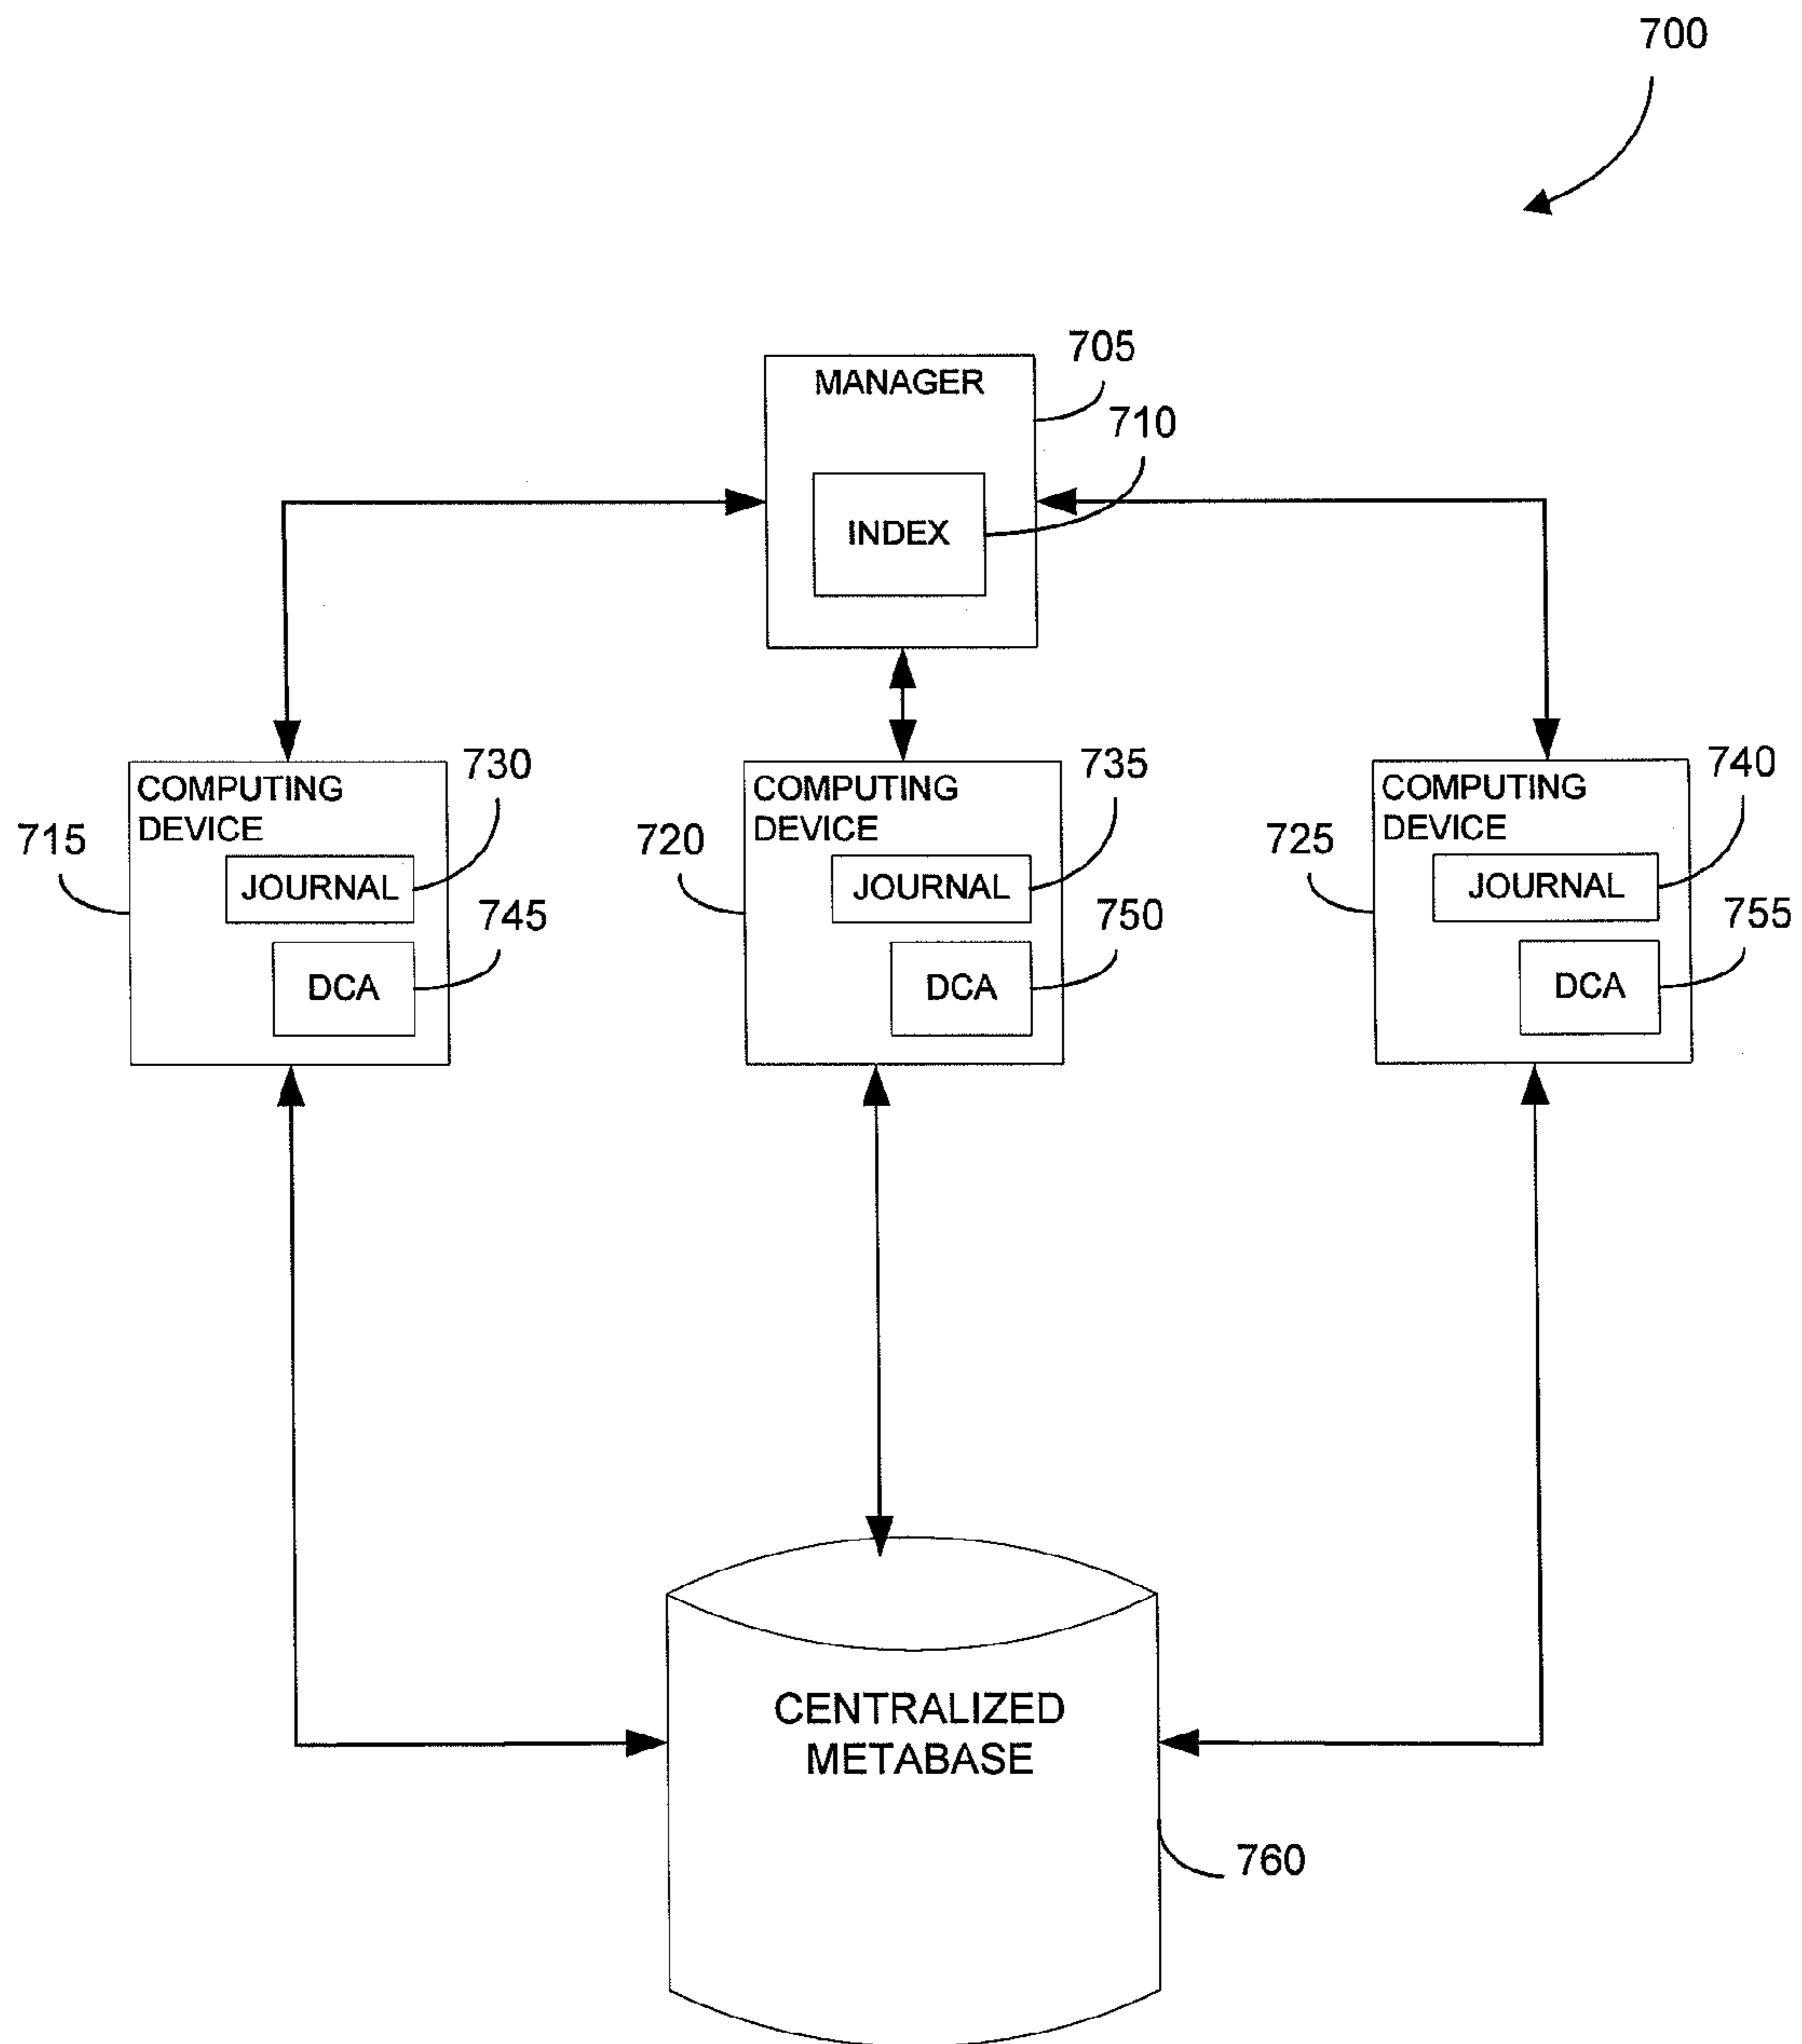 700
705
MANAGER
710
INDEX
730
735
740
COMPUTING
DEVICE
COMPUTING
DEVICE
COMPUTING
DEVICE
715
720
725
JOURNAL
JOURNAL
JOURNAL
745
750
755
DCA
DCA
DCA
CENTRALIZED
METABASE
760